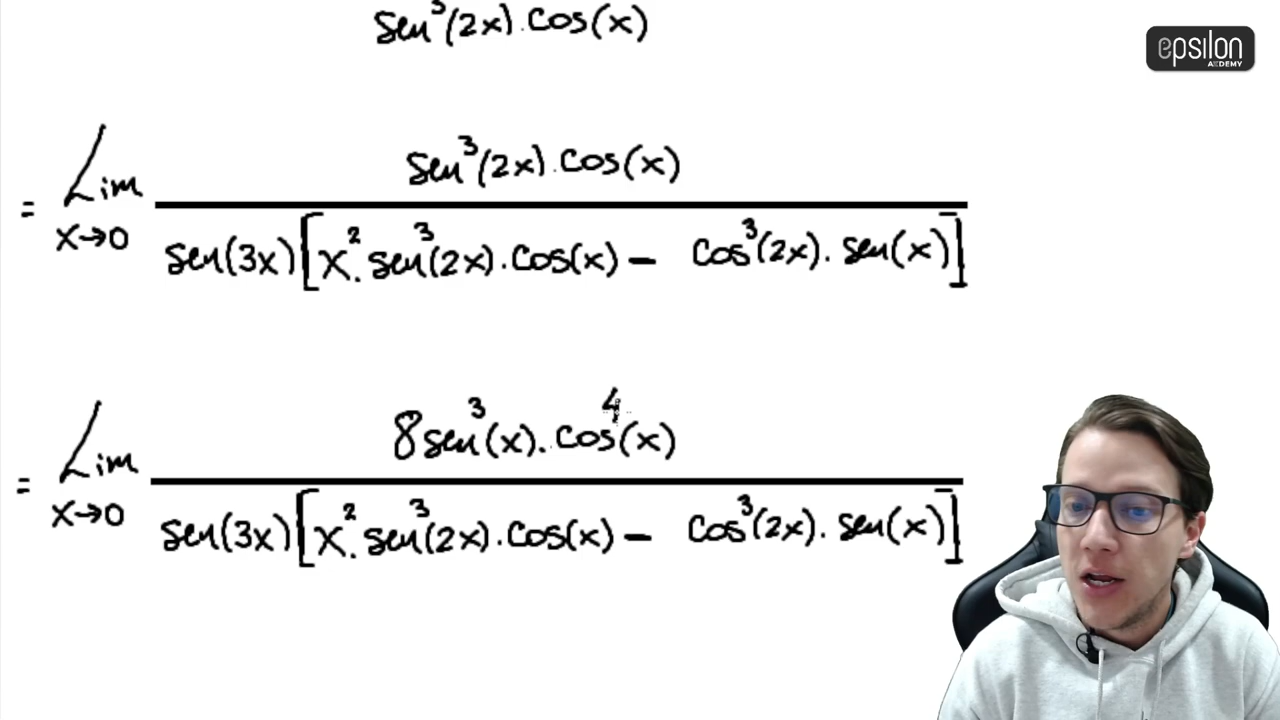 sen³(2x).cos(x)
epsilon
AXDEMY
= Lim x→0 sen³(2x).cos(x) / sen(3x)[x².sen³(2x).cos(x) – cos³(2x).sen(x)]
= Lim x→0 8sen³(x).cos⁴(x) / sen(3x)[x².sen³(2x).cos(x) – cos³(2x).sen(x)]